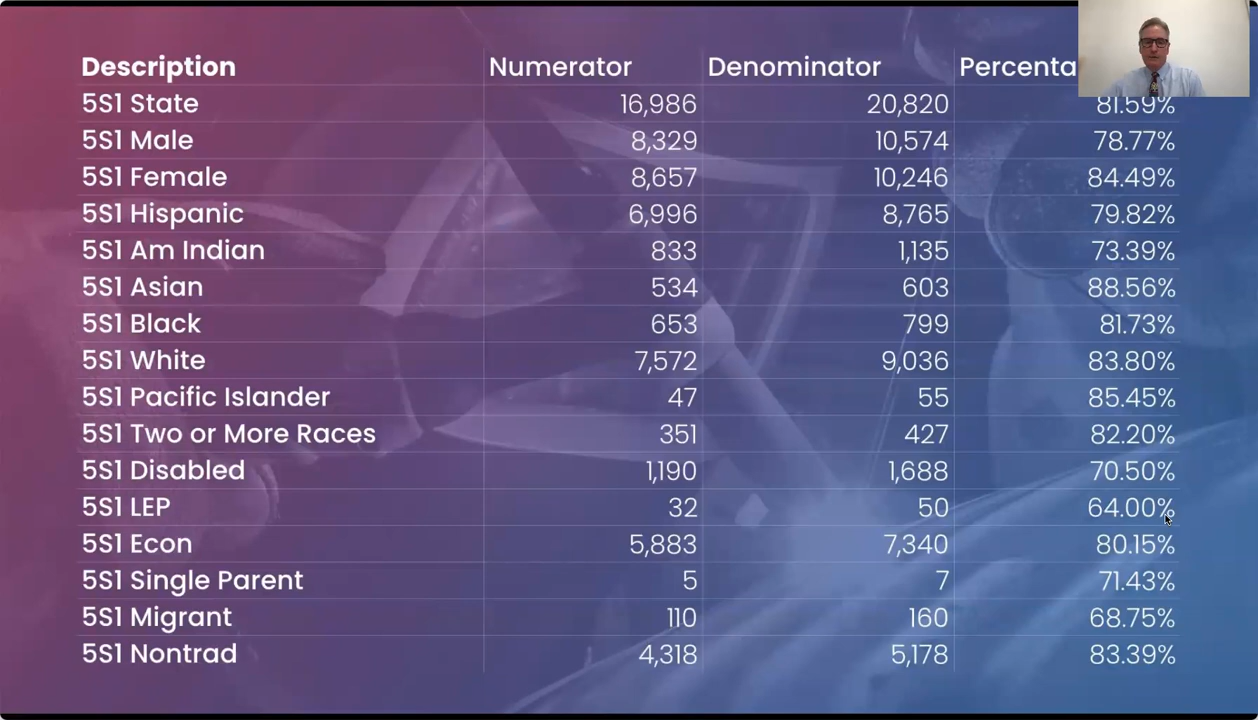 Description Numerator Denominator Percenta
5S1 State 16,986 20,820 81.59%
5S1 Male 8,329 10,574 78.77%
5S1 Female 8,657 10,246 84.49%
5S1 Hispanic 6,996 8,765 79.82%
5S1 Am Indian 833 1,135 73.39%
5S1 Asian 534 603 88.56%
5S1 Black 653 799 81.73%
5S1 White 7,572 9,036 83.80%
5S1 Pacific Islander 47 55 85.45%
5S1 Two or More Races 351 427 82.20%
5S1 Disabled 1,190 1,688 70.50%
5S1 LEP 32 50 64.00%
5S1 Econ 5,883 7,340 80.15%
5S1 Single Parent 5 7 71.43%
5S1 Migrant 110 160 68.75%
5S1 Nontrad 4,318 5,178 83.39%